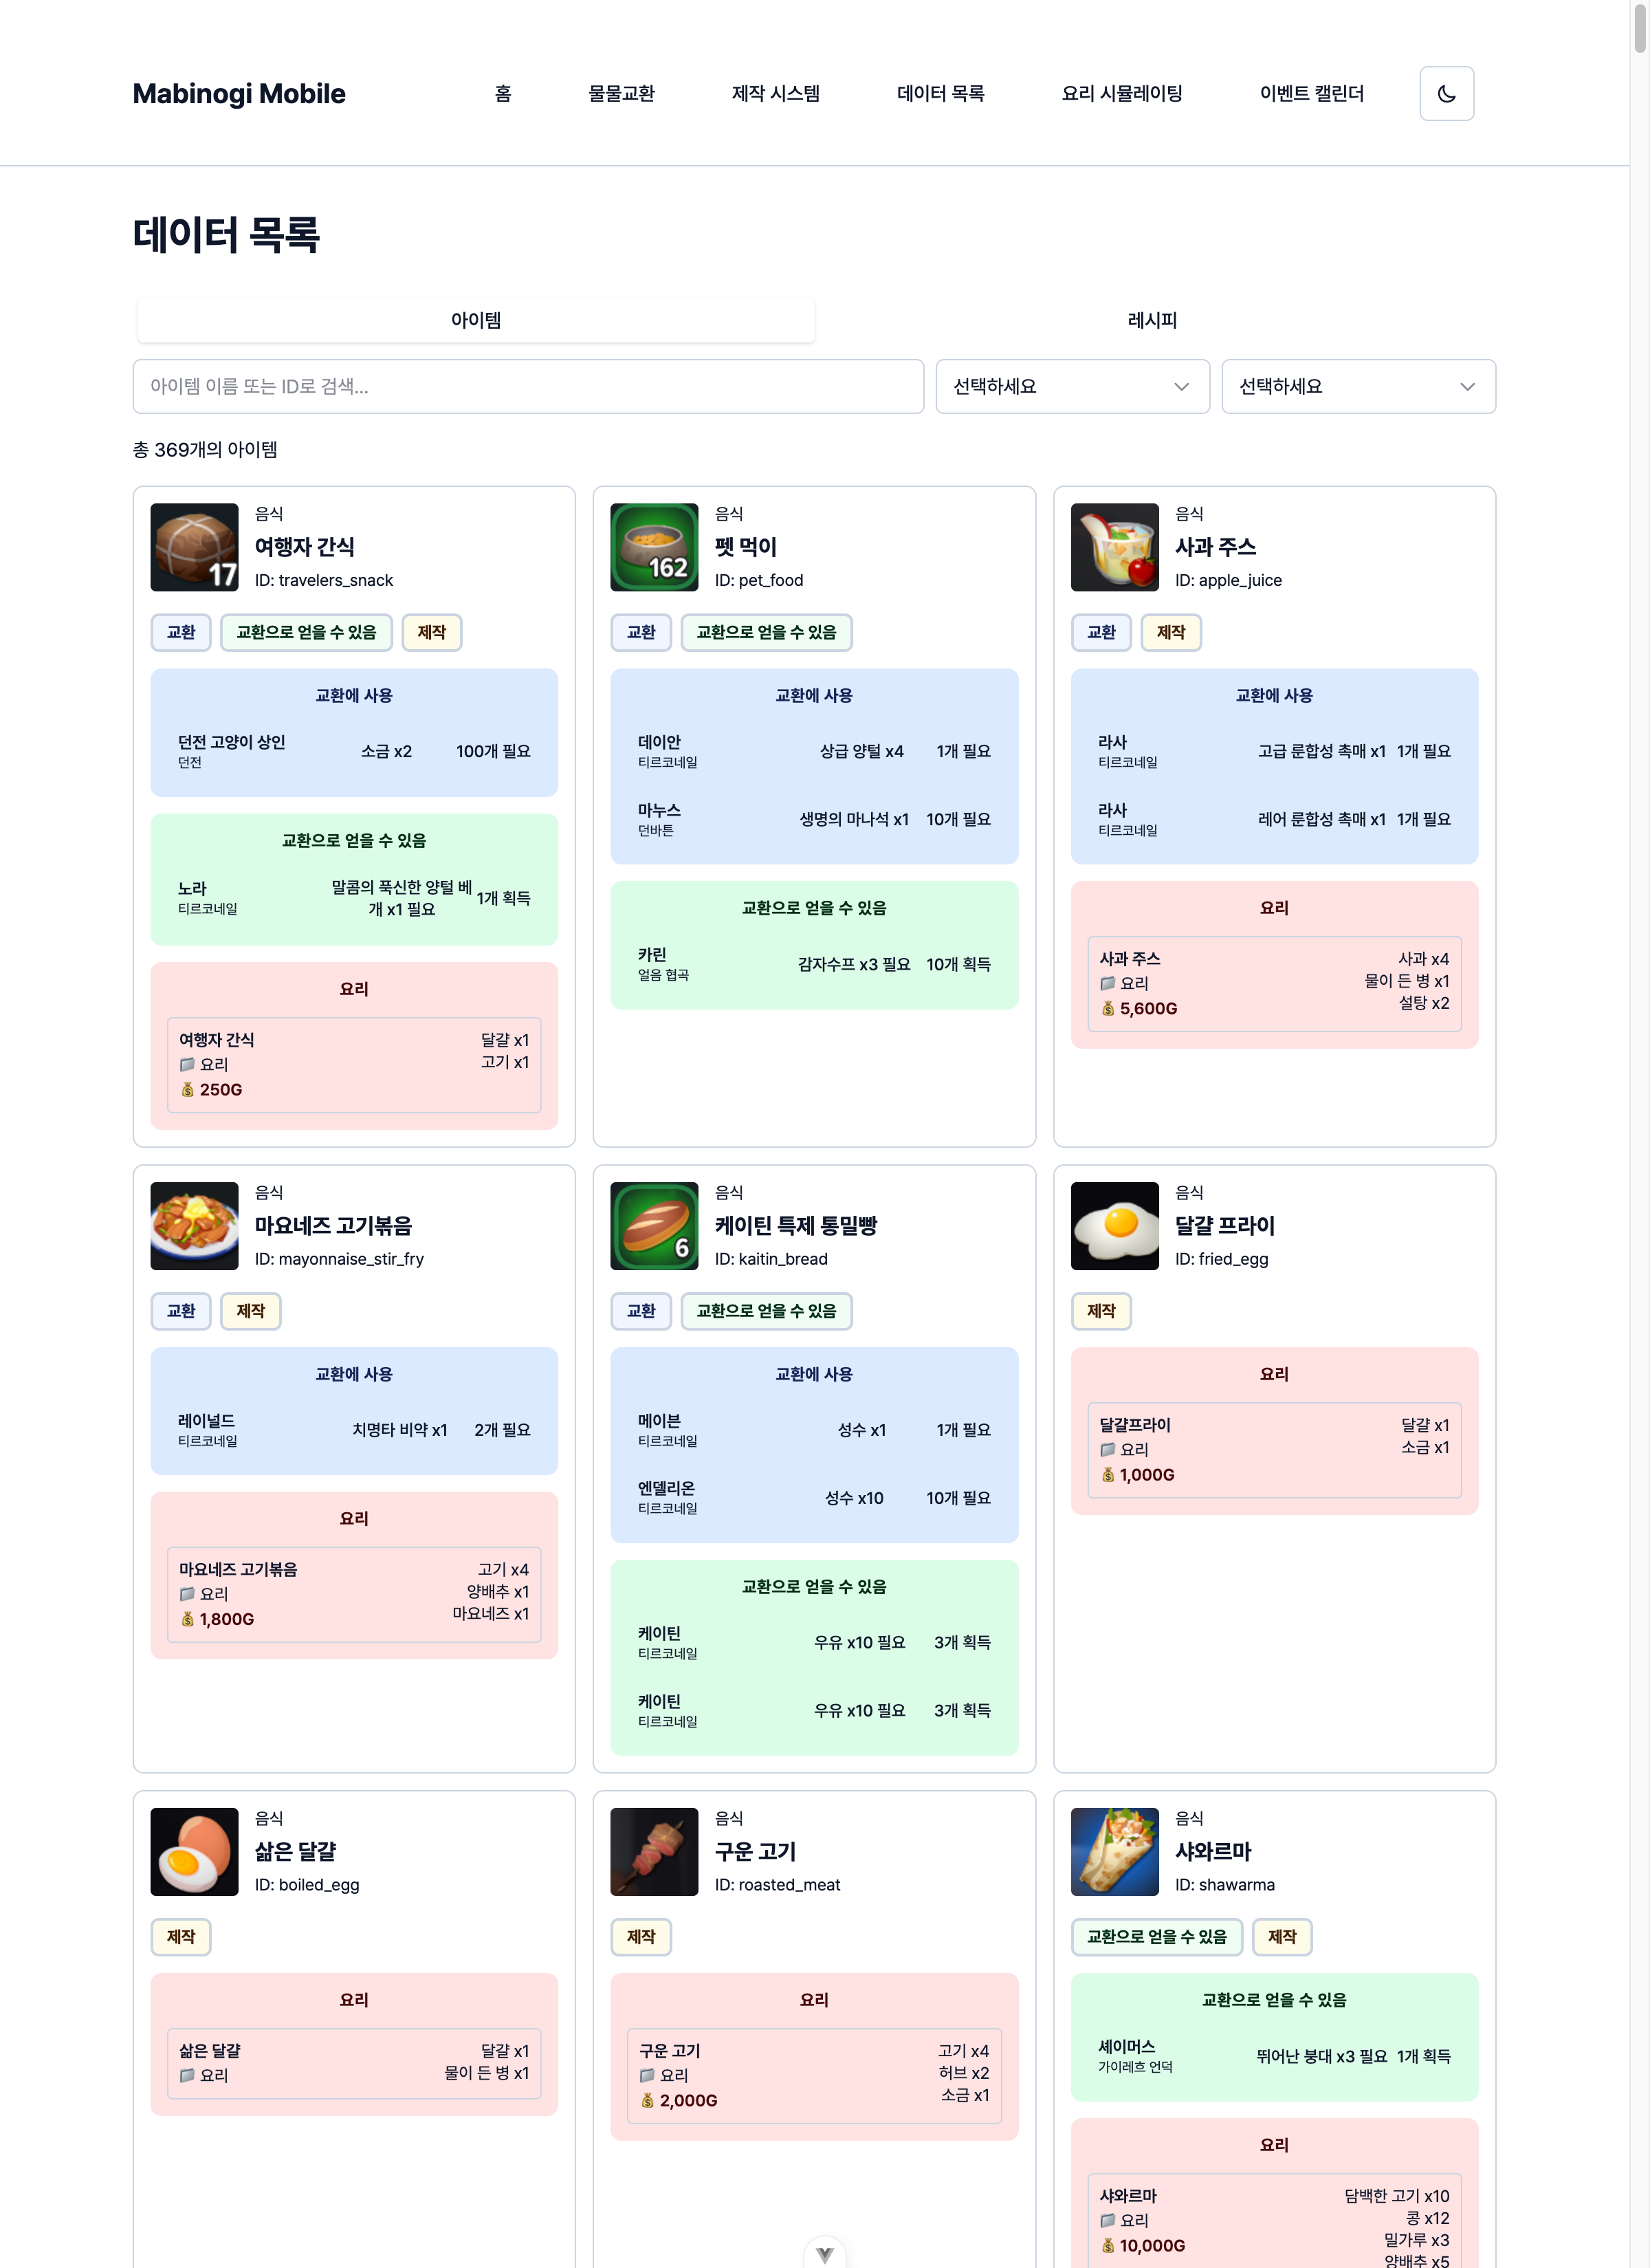 Mabinogi Mobile
홈
물물교환
제작 시스템
데이터 목록
요리 시뮬레이팅
이벤트 캘린더
데이터 목록
아이템
레시피
아이템 이름 또는 ID로 검색...
선택하세요
선택하세요
총 369개의 아이템
17
음식
여행자 간식
ID: travelers_snack
교환
교환으로 얻을 수 있음
제작
교환에 사용
던전 고양이 상인
던전
소금 x2
100개 필요
교환으로 얻을 수 있음
노라
티르코네일
말콤의 푹신한 양털 베
개 x1 필요
1개 획득
요리
여행자 간식
요리
250G
달걀 x1
고기 x1
162
음식
펫 먹이
ID: pet_food
교환
교환으로 얻을 수 있음
교환에 사용
데이안
티르코네일
상급 양털 x4
1개 필요
마누스
던바튼
생명의 마나석 x1
10개 필요
교환으로 얻을 수 있음
카린
얼음 협곡
감자수프 x3 필요
10개 획득
음식
사과 주스
ID: apple_juice
교환
제작
교환에 사용
라사
티르코네일
고급 룬합성 촉매 x1
1개 필요
라사
티르코네일
레어 룬합성 촉매 x1
1개 필요
요리
사과 주스
요리
5,600G
사과 x4
물이 든 병 x1
설탕 x2
음식
마요네즈 고기볶음
ID: mayonnaise_stir_fry
교환
제작
교환에 사용
레이널드
티르코네일
치명타 비약 x1
2개 필요
요리
마요네즈 고기볶음
요리
1,800G
고기 x4
양배추 x1
마요네즈 x1
6
음식
케이틴 특제 통밀빵
ID: kaitin_bread
교환
교환으로 얻을 수 있음
교환에 사용
메이븐
티르코네일
성수 x1
1개 필요
엔델리온
티르코네일
성수 x10
10개 필요
교환으로 얻을 수 있음
케이틴
티르코네일
우유 x10 필요
3개 획득
케이틴
티르코네일
우유 x10 필요
3개 획득
음식
달걀 프라이
ID: fried_egg
제작
요리
달걀프라이
요리
1,000G
달걀 x1
소금 x1
음식
삶은 달걀
ID: boiled_egg
제작
요리
삶은 달걀
요리
달걀 x1
물이 든 병 x1
음식
구운 고기
ID: roasted_meat
제작
요리
구운 고기
요리
2,000G
고기 x4
허브 x2
소금 x1
음식
샤와르마
ID: shawarma
교환으로 얻을 수 있음
제작
교환으로 얻을 수 있음
셰이머스
가이레흐 언덕
뛰어난 붕대 x3 필요
1개 획득
요리
샤와르마
요리
10,000G
담백한 고기 x10
콩 x12
밀가루 x3
양배추 x5